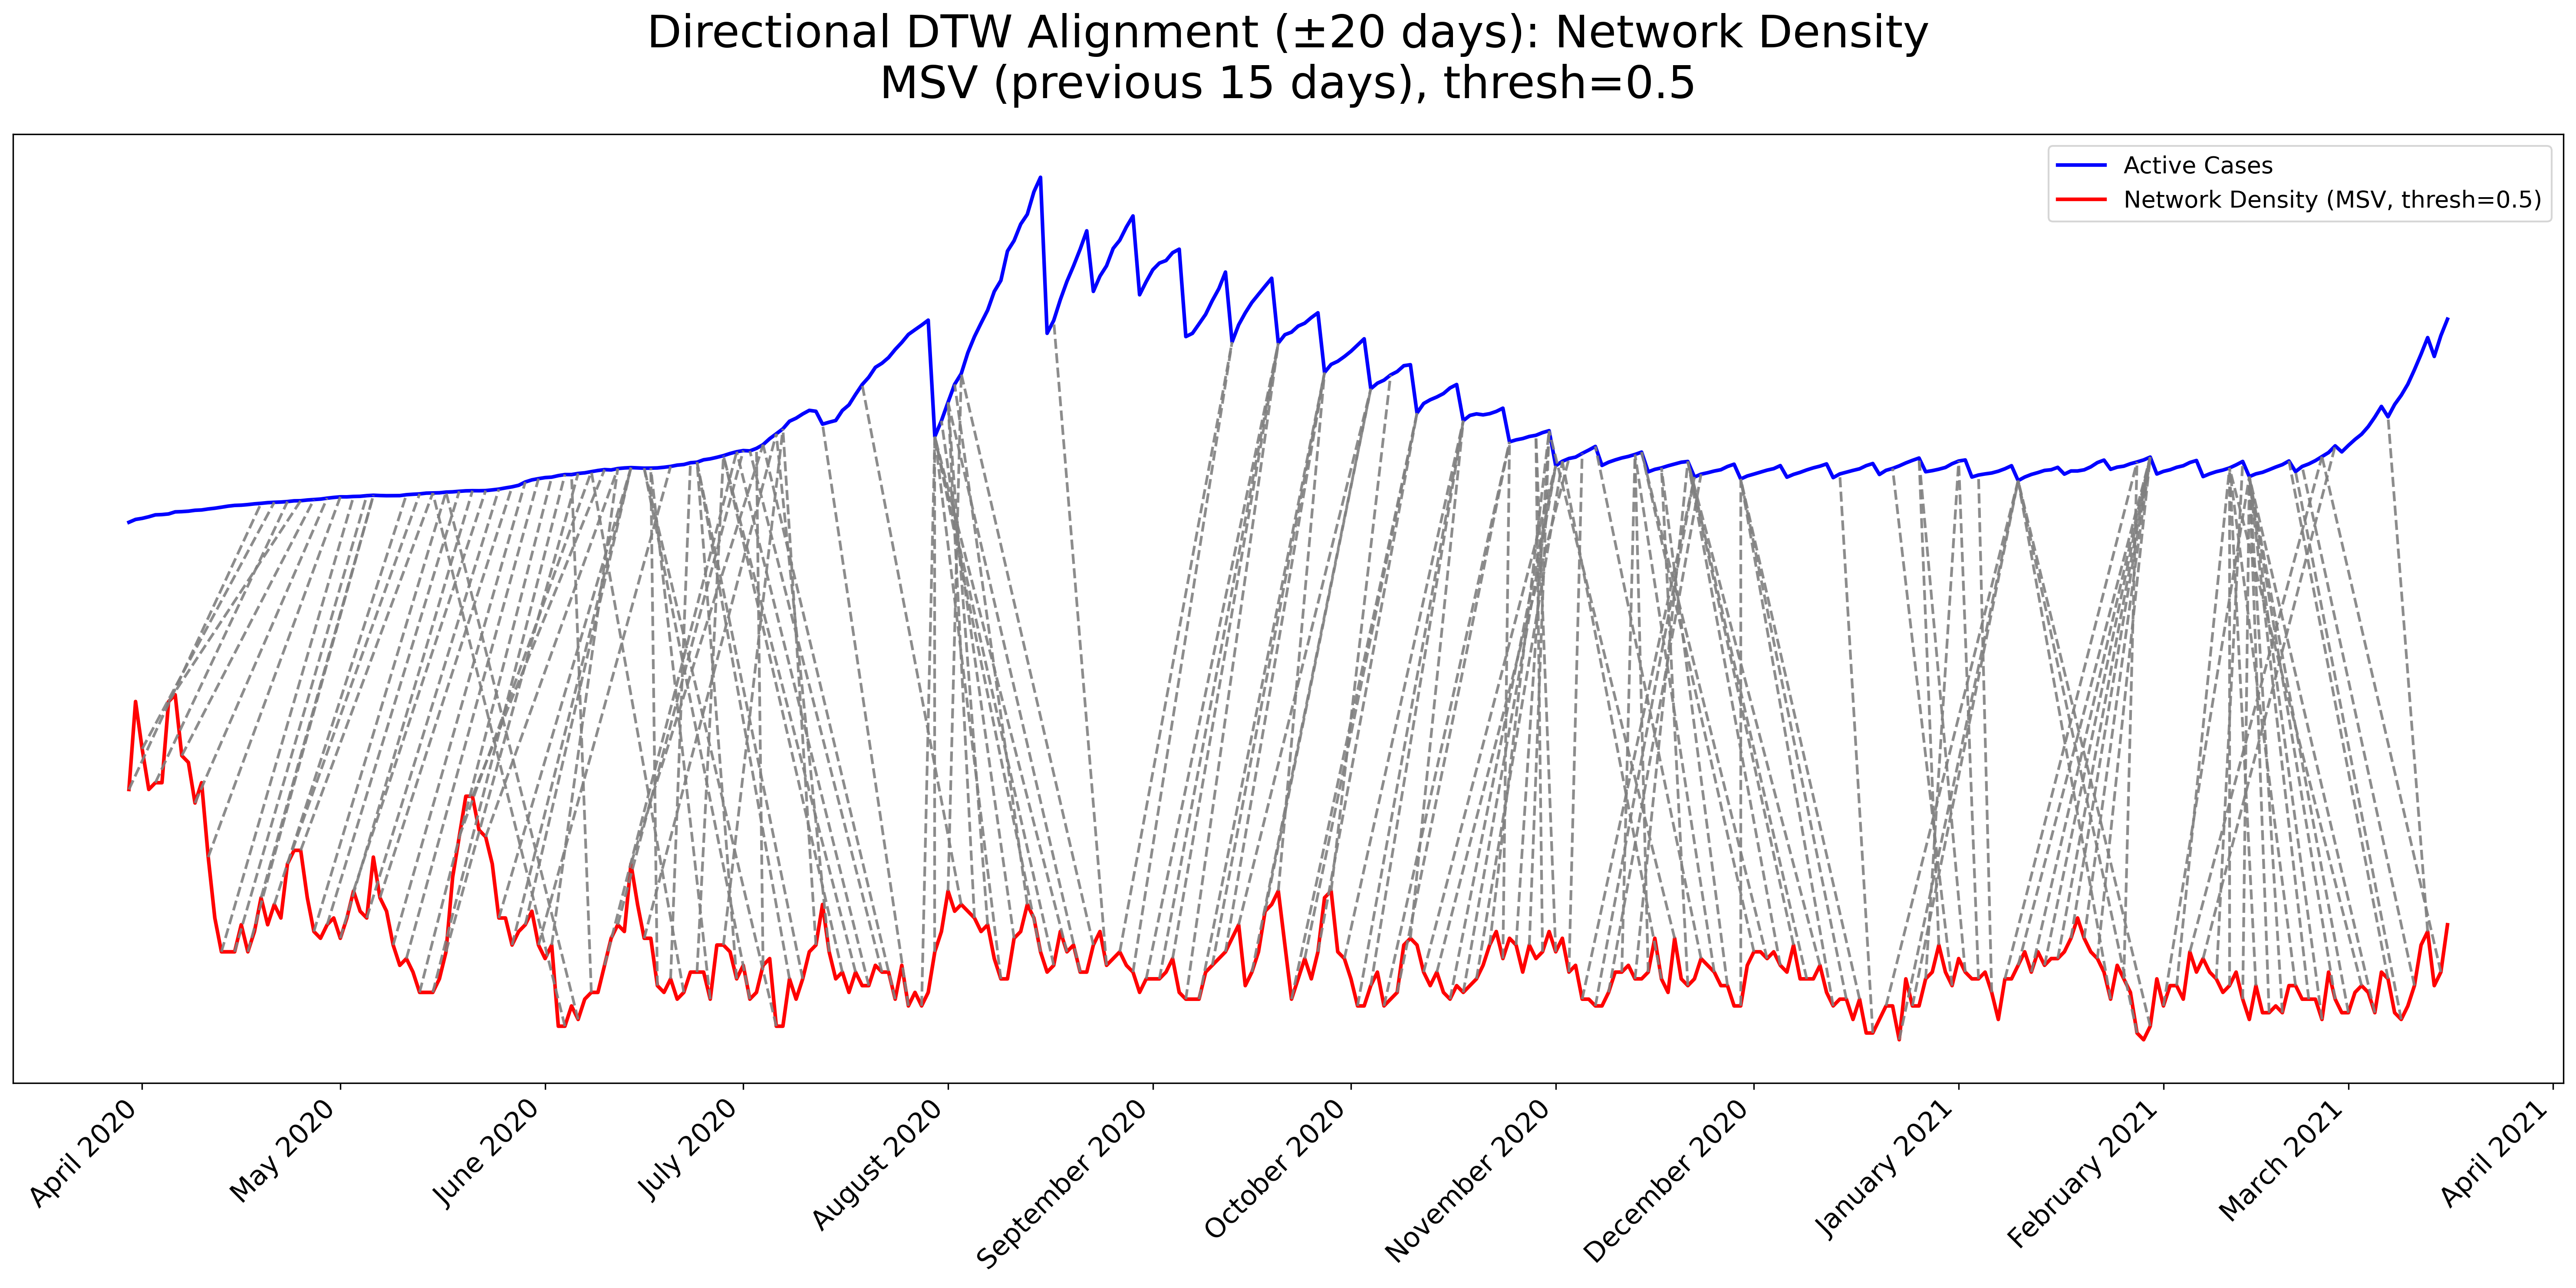 Directional DTW Alignment (±20 days): Network Density
MSV (previous 15 days), thresh=0.5
Active Cases
Network Density (MSV, thresh=0.5)
April 2020
May 2020
June 2020
July 2020
August 2020
September 2020
October 2020
November 2020
December 2020
January 2021
February 2021
March 2021
April 2021